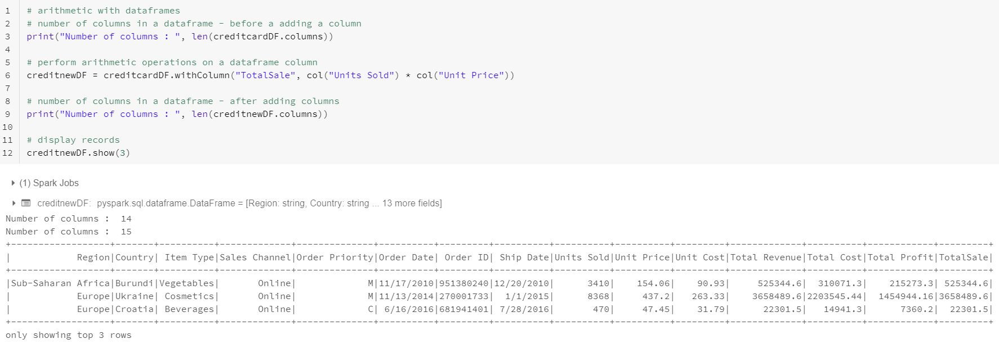 1 # arithmetic with dataframes
2 # number of columns in a dataframe - before a adding a column
3 print("Number of columns : ", len(creditcardDF.columns))
4
5 # perform arithmetic operations on a dataframe column
6 creditnewDF = creditcardDF.withColumn("TotalSale", col("Units Sold") * col("Unit Price"))
7
8 # number of columns in a dataframe - after adding columns
9 print("Number of columns : ", len(creditnewDF.columns))
10
11 # display records
12 creditnewDF.show(3)
(1) Spark Jobs
creditnewDF: pyspark.sql.dataframe.DataFrame = [Region: string, Country: string ... 13 more fields]
Number of columns :  14
Number of columns :  15
+------------------+-------+----------+-------------+--------------+----------+---------+----------+----------+----------+---------+-------------+----------+------------+---------+
|            Region|Country| Item Type|Sales Channel|Order Priority|Order Date| Order ID| Ship Date|Units Sold|Unit Price|Unit Cost|Total Revenue|Total Cost|Total Profit|TotalSale|
+------------------+-------+----------+-------------+--------------+----------+---------+----------+----------+----------+---------+-------------+----------+------------+---------+
|Sub-Saharan Africa|Burundi|Vegetables|       Online|             M|11/17/2010|951380240|12/20/2010|      3410|    154.06|    90.93|     525344.6|  310071.3|    215273.3| 525344.6|
|            Europe|Ukraine| Cosmetics|       Online|             M|11/13/2014|270001733|  1/1/2015|      8368|     437.2|   263.33|    3658489.6|2203545.44|  1454944.16|3658489.6|
|            Europe|Croatia| Beverages|       Online|             C| 6/16/2016|681941401| 7/28/2016|       470|     47.45|    31.79|      22301.5|   14941.3|      7360.2|  22301.5|
+------------------+-------+----------+-------------+--------------+----------+---------+----------+----------+----------+---------+-------------+----------+------------+---------+
only showing top 3 rows